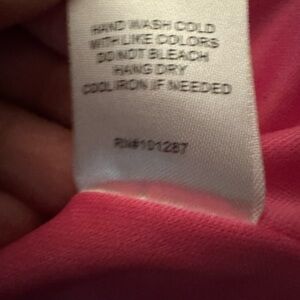 HAND WASH COLD
WITH LIKE COLORS
DO NOT BLEACH
HANG DRY
COOL IRON IF NEEDED
RN#101287